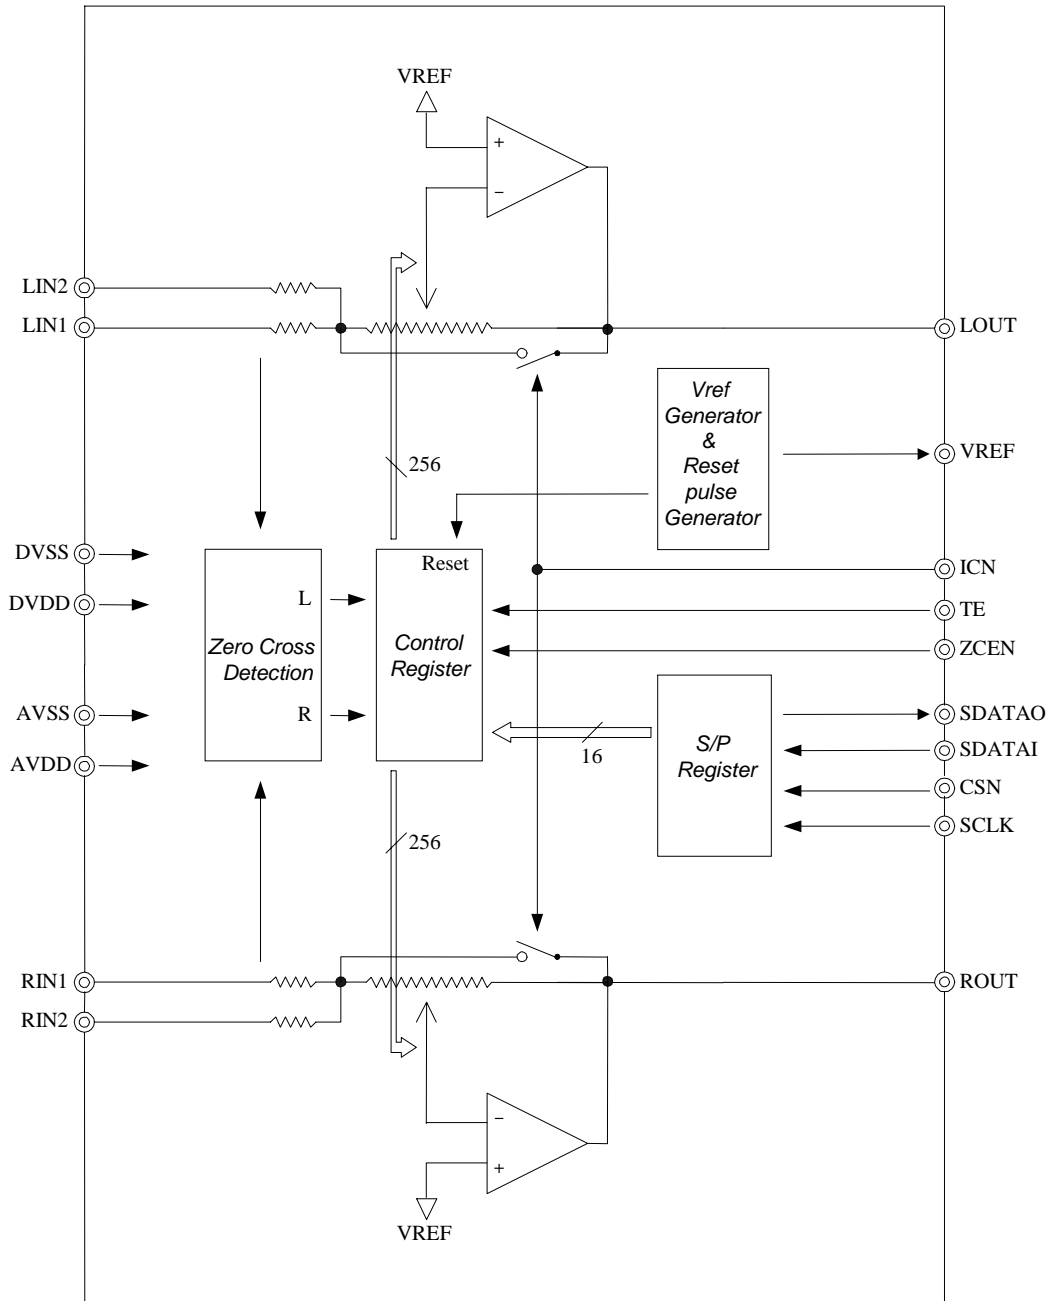 VREF
+
−
LIN2
LIN1
LOUT
Vref
Generator
&
Reset
pulse
Generator
VREF
256
DVSS
DVDD
AVSS
AVDD
L
Zero Cross
Detection
R
Reset
Control
Register
ICN
TE
ZCEN
16
S/P
Register
SDATAO
SDATAI
CSN
SCLK
256
RIN1
RIN2
ROUT
−
+
VREF